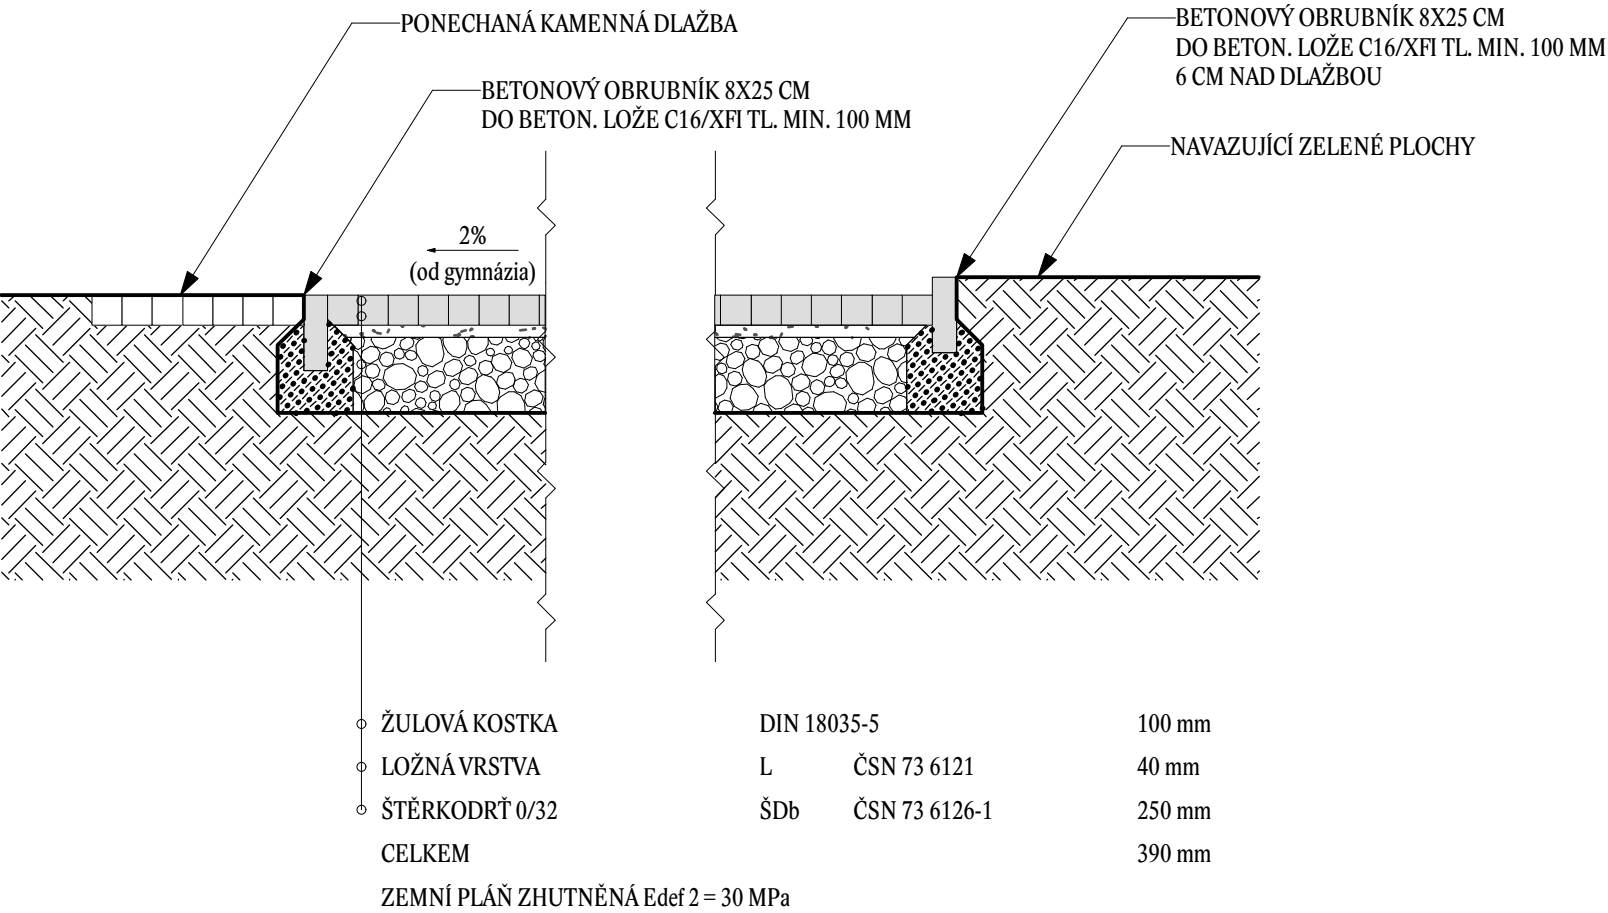 PONECHANÁ KAMENNÁ DLAŽBA
BETONOVÝ OBRUBNÍK 8X25 CM
DO BETON. LOŽE C16/XFI TL. MIN. 100 MM
BETONOVÝ OBRUBNÍK 8X25 CM
DO BETON. LOŽE C16/XFI TL. MIN. 100 MM
6 CM NAD DLAŽBOU
NAVAZUJÍCÍ ZELENÉ PLOCHY
2%
(od gymnázia)
ŽULOVÁ KOSTKA DIN 18035-5 100 mm
LOŽNÁ VRSTVA L ČSN 73 6121 40 mm
ŠTĚRKODRŤ 0/32 ŠDb ČSN 73 6126-1 250 mm
CELKEM 390 mm
ZEMNÍ PLÁŇ ZHUTNĚNÁ Edef 2 = 30 MPa